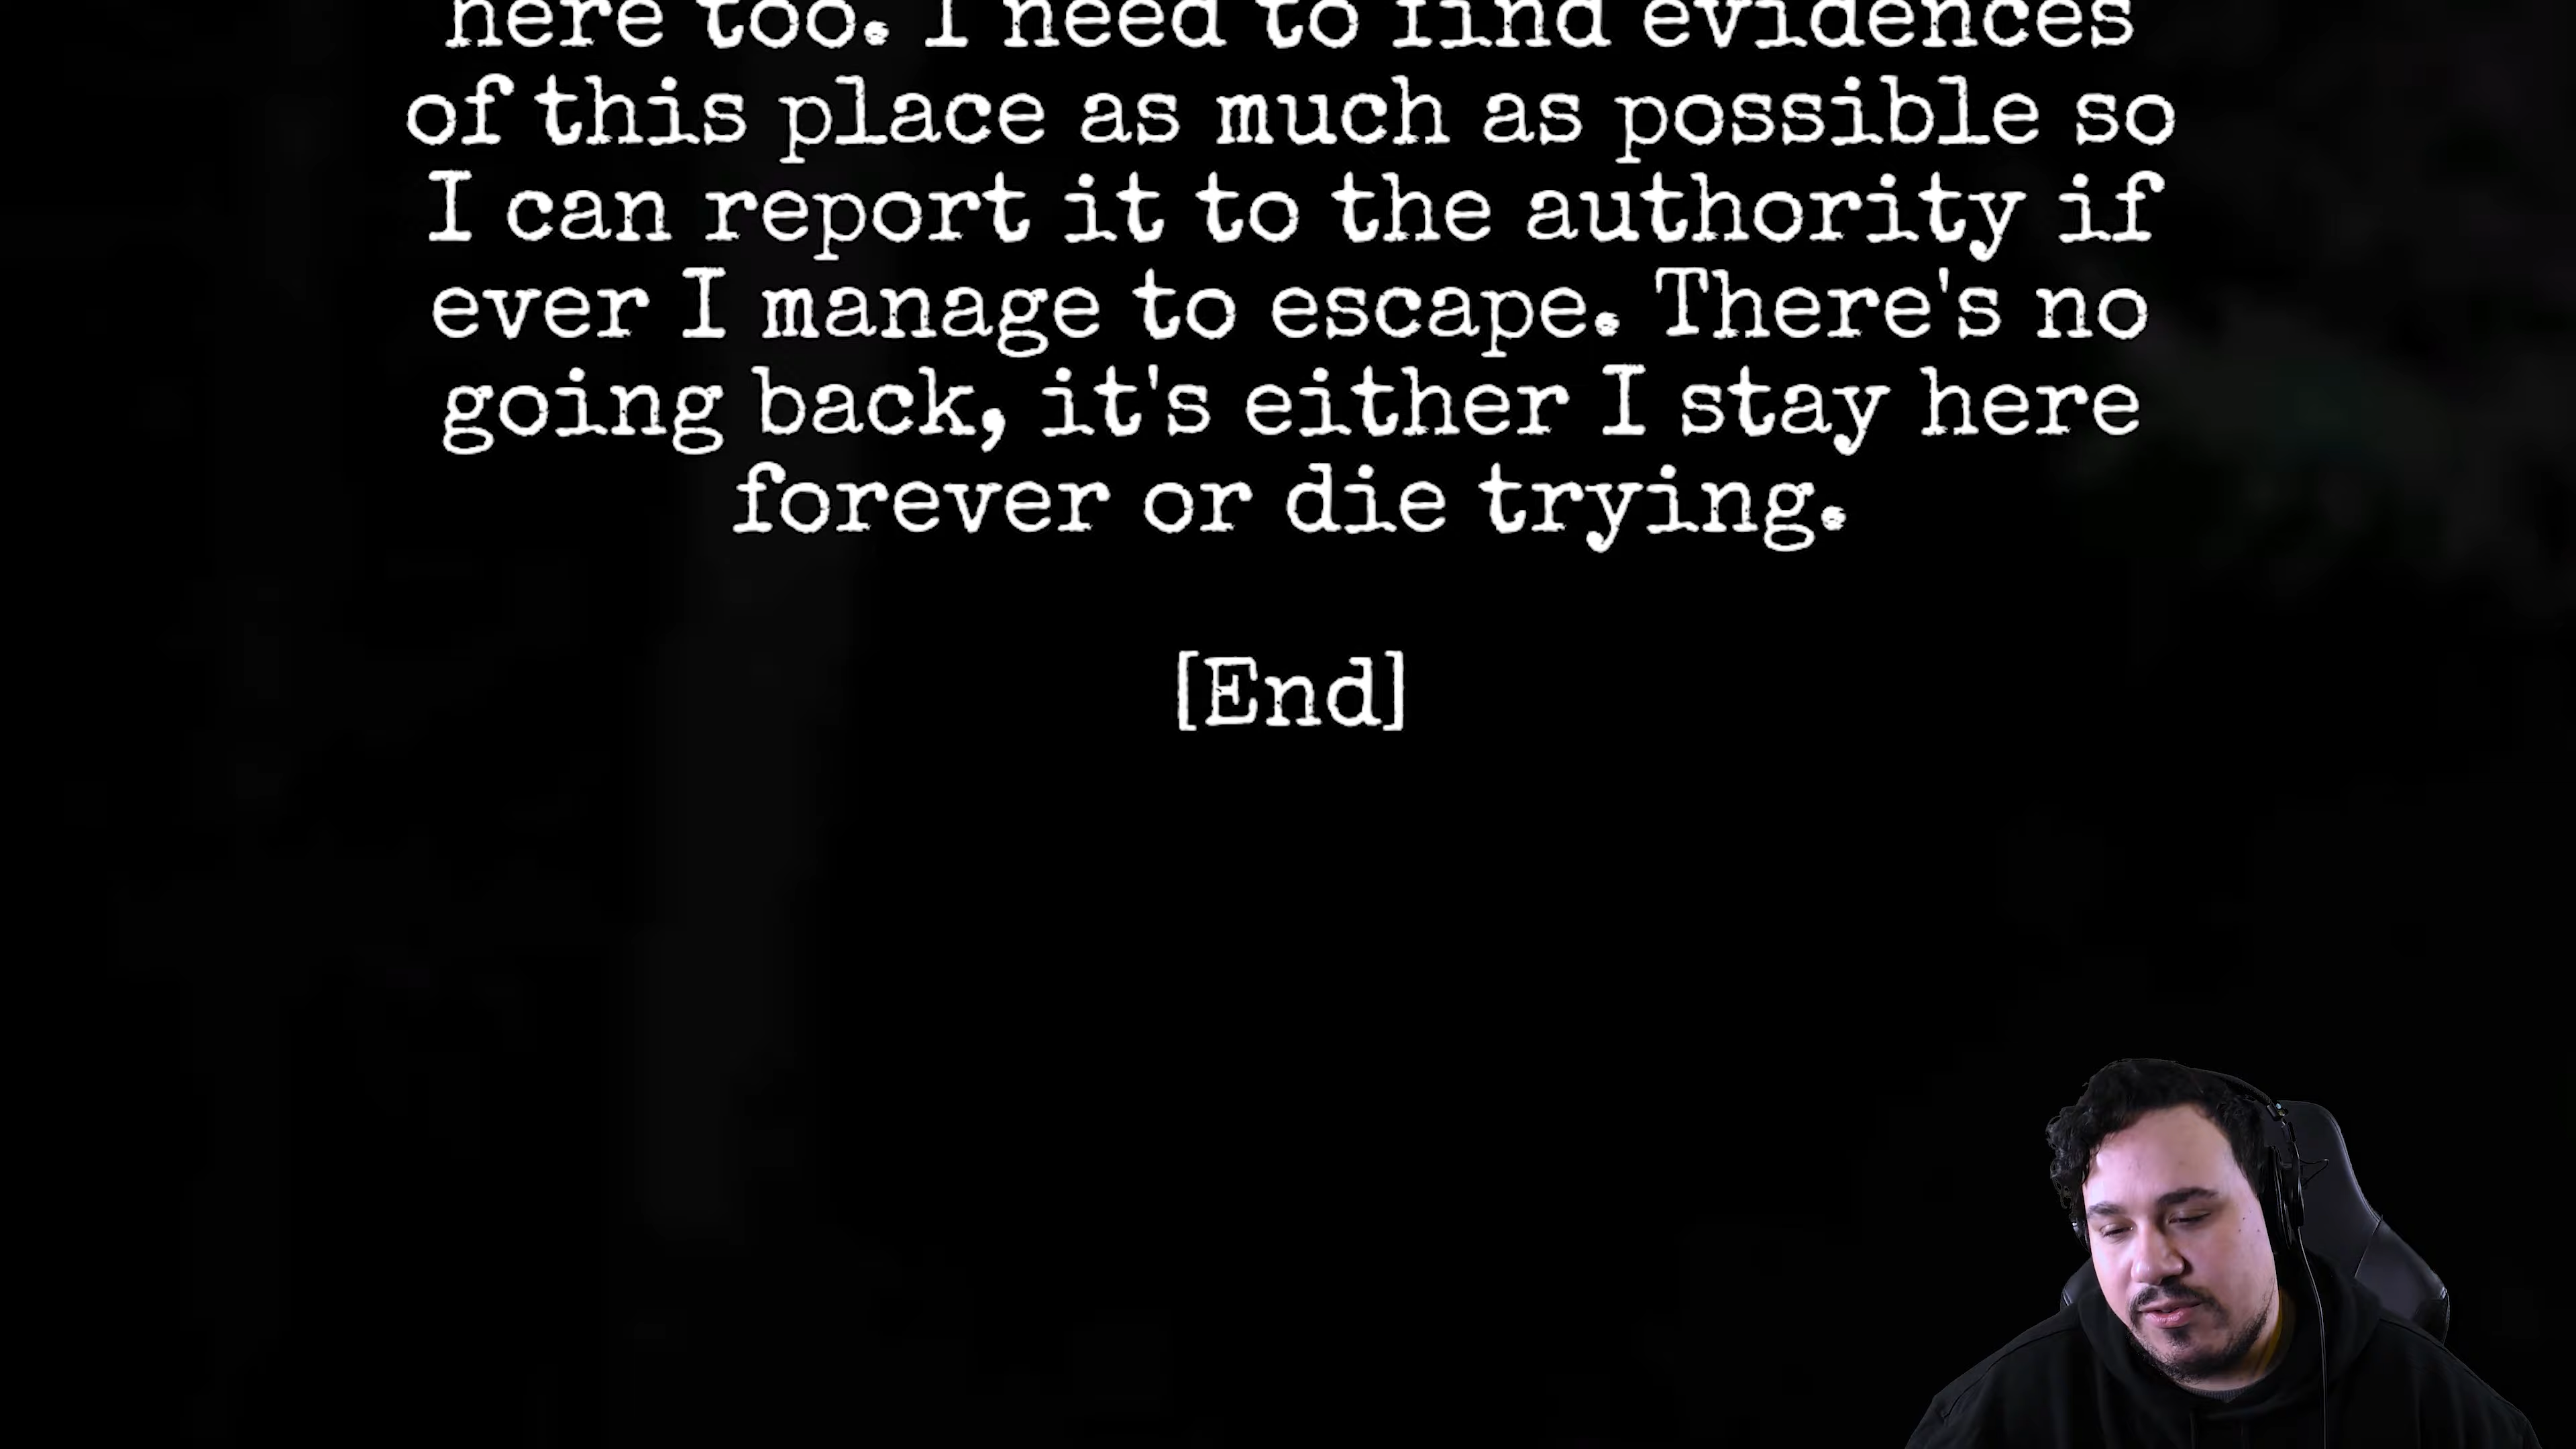 here too. I need to find evidences
of this place as much as possible so
I can report it to the authority if
ever I manage to escape. There's no
going back, it's either I stay here
forever or die trying.
[End]